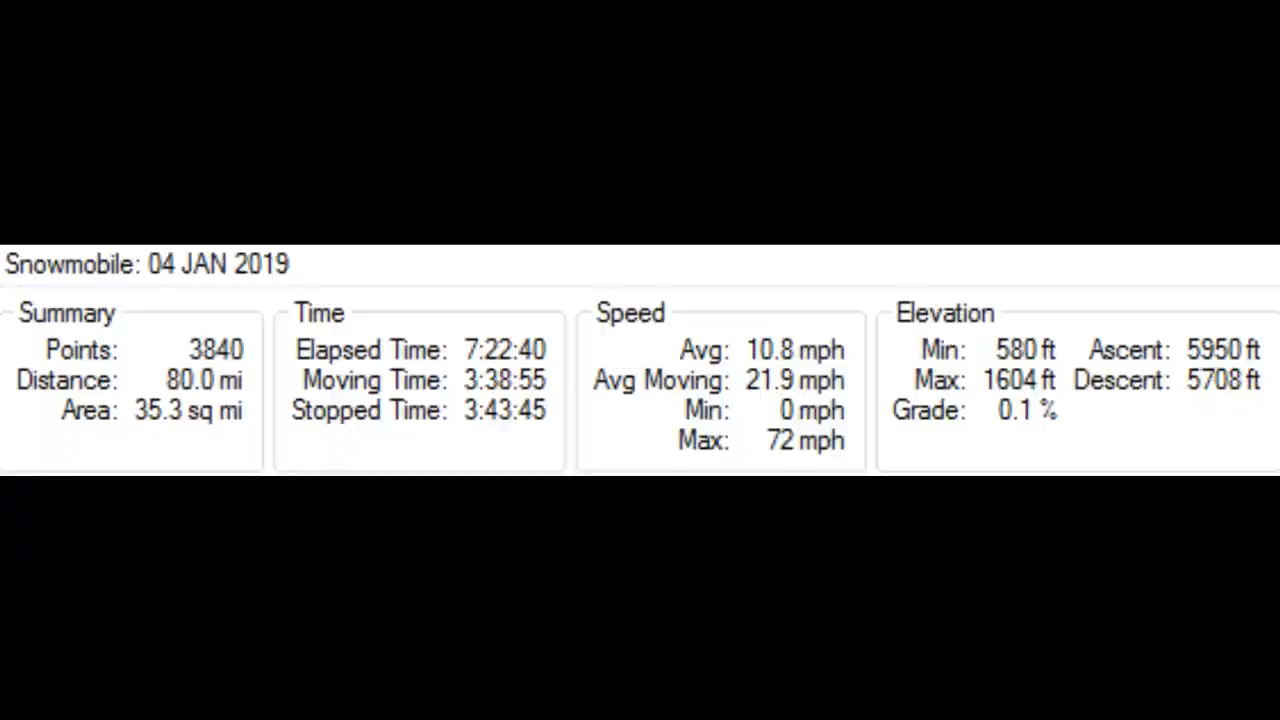 Snowmobile: 04 JAN 2019
Summary
Points: 3840
Distance: 80.0 mi
Area: 35.3 sq mi
Time
Elapsed Time: 7:22:40
Moving Time: 3:38:55
Stopped Time: 3:43:45
Speed
Avg: 10.8 mph
Avg Moving: 21.9 mph
Min: 0 mph
Max: 72 mph
Elevation
Min: 580 ft Ascent: 5950 ft
Max: 1604 ft Descent: 5708 ft
Grade: 0.1 %